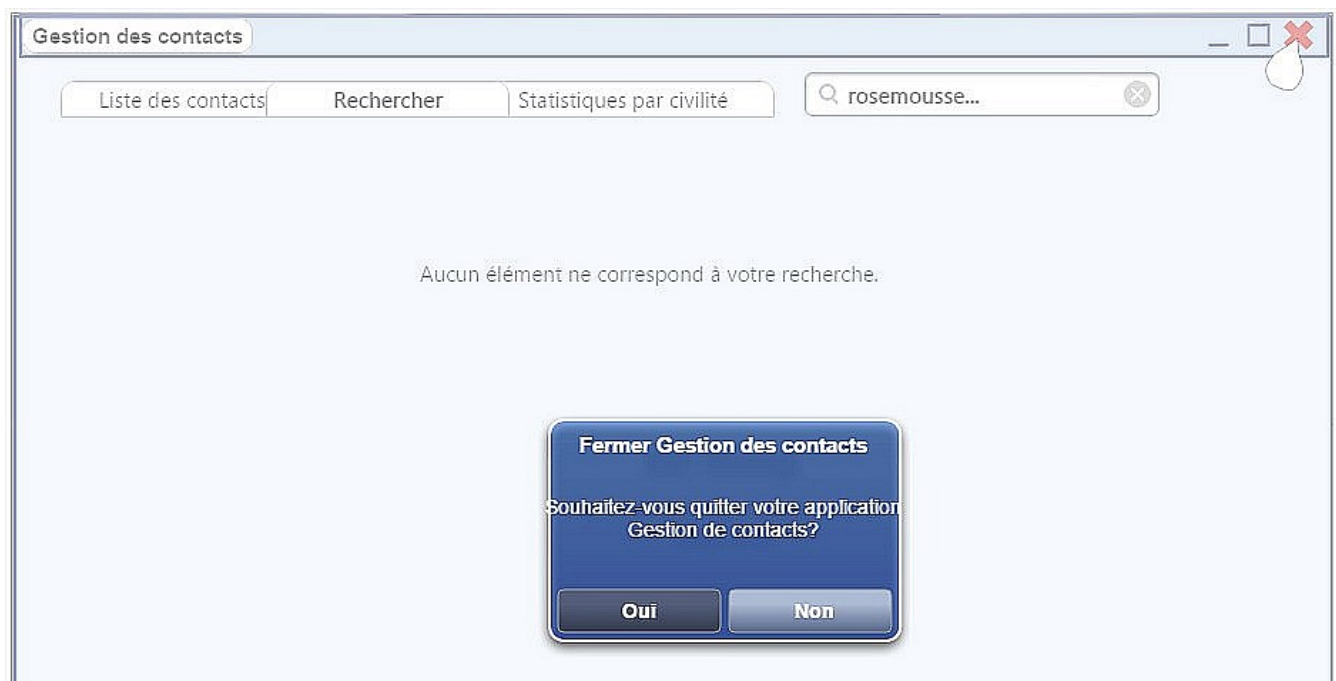 Gestion des contacts
Liste des contacts Rechercher Statistiques par civilité rosemousse...
Aucun élément ne correspond à votre recherche.
Fermer Gestion des contacts
Souhaitez-vous quitter votre application
Gestion de contacts?
Oui Non